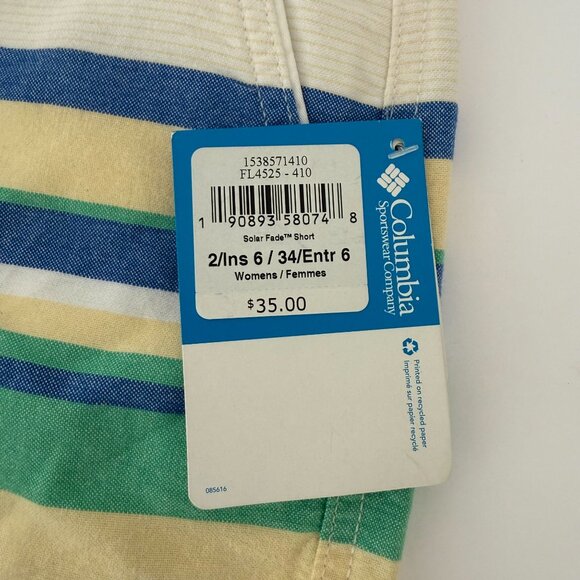 1538571410
FL4525 - 410
1 90893 58074 8
Solar Fade™ Short
2/Ins 6 / 34/Entr 6
Womens / Femmes
$35.00
Columbia
Sportswear Company
Printed on recycled paper
Imprimé sur papier recyclé
085616